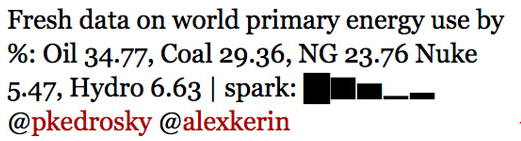 Fresh data on world primary energy use by
%: Oil 34.77, Coal 29.36, NG 23.76 Nuke
5.47, Hydro 6.63 | spark: █▆▄▁▂
@pkedrosky @alexkerin